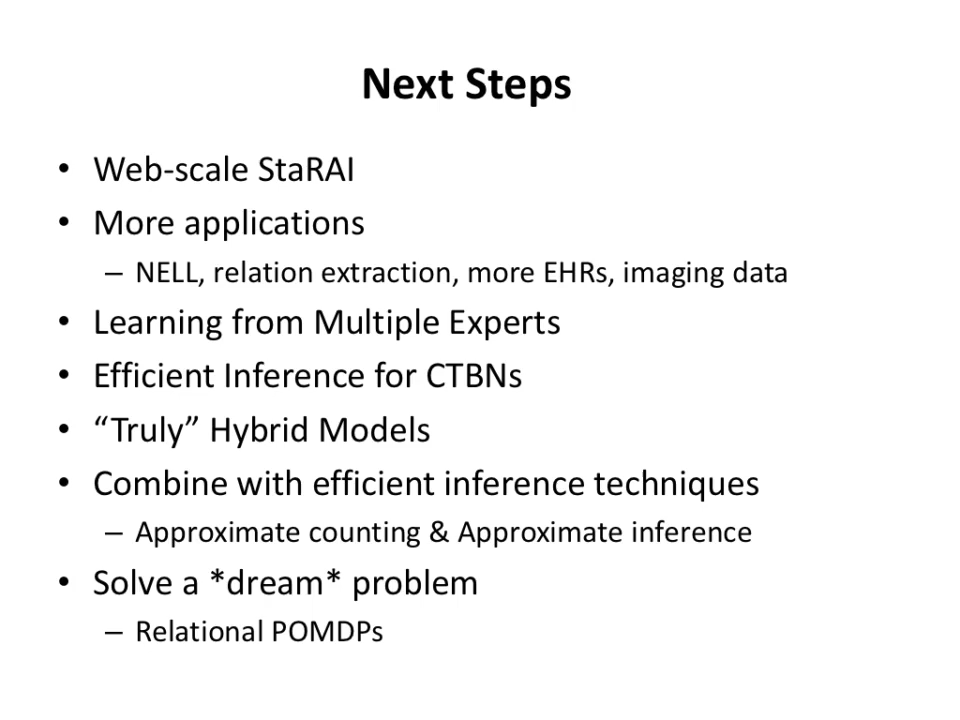 Next Steps
• Web-scale StaRAI
• More applications
– NELL, relation extraction, more EHRs, imaging data
• Learning from Multiple Experts
• Efficient Inference for CTBNs
• “Truly” Hybrid Models
• Combine with efficient inference techniques
– Approximate counting & Approximate inference
• Solve a *dream* problem
– Relational POMDPs